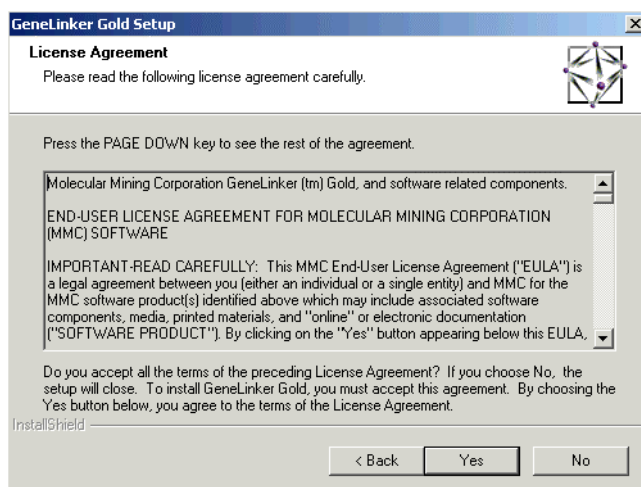 GeneLinker Gold Setup
License Agreement
Please read the following license agreement carefully.
Press the PAGE DOWN key to see the rest of the agreement.
Molecular Mining Corporation GeneLinker (tm) Gold, and software related components.
END-USER LICENSE AGREEMENT FOR MOLECULAR MINING CORPORATION
(MMC) SOFTWARE
IMPORTANT-READ CAREFULLY: This MMC End-User License Agreement ("EULA") is
a legal agreement between you (either an individual or a single entity) and MMC for the
MMC software product(s) identified above which may include associated software
components, media, printed materials, and "online" or electronic documentation
("SOFTWARE PRODUCT"). By clicking on the "Yes" button appearing below this EULA,
Do you accept all the terms of the preceding License Agreement? If you choose No, the
setup will close. To install GeneLinker Gold, you must accept this agreement. By choosing the
Yes button below, you agree to the terms of the License Agreement.
InstallShield
< Back Yes No